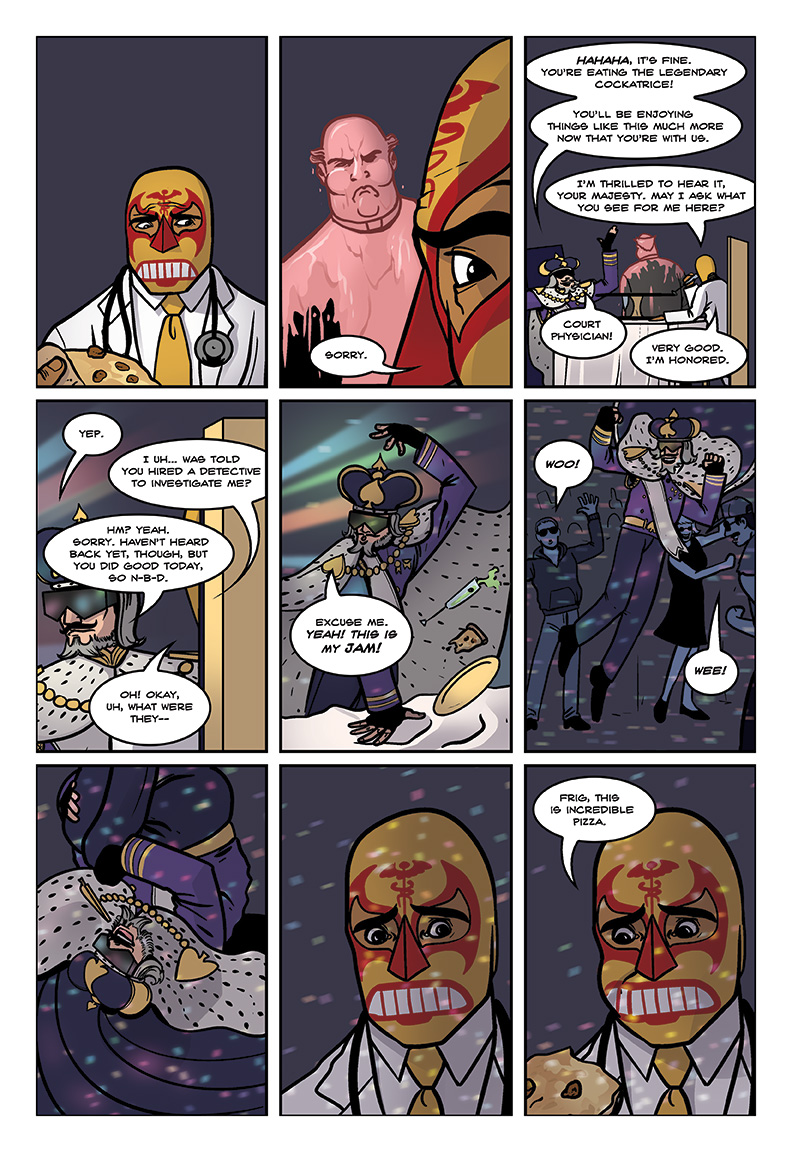 SORRY.
HAHAHA, IT'S FINE.
YOU'RE EATING THE LEGENDARY
COCKATRICE!
YOU'LL BE ENJOYING
THINGS LIKE THIS MUCH MORE
NOW THAT YOU'RE WITH US.
I'M THRILLED TO HEAR IT,
YOUR MAJESTY. MAY I ASK WHAT
YOU SEE FOR ME HERE?
COURT
PHYSICIAN!
VERY GOOD.
I'M HONORED.
YEP.
I UH... WAS TOLD
YOU HIRED A DETECTIVE
TO INVESTIGATE ME?
HM? YEAH.
SORRY. HAVEN'T HEARD
BACK YET, THOUGH, BUT
YOU DID GOOD TODAY,
SO N-B-D.
OH! OKAY,
UH, WHAT WERE
THEY--
EXCUSE ME.
YEAH! THIS IS
MY JAM!
WOO!
WEE!
FRIG, THIS
IS INCREDIBLE
PIZZA.